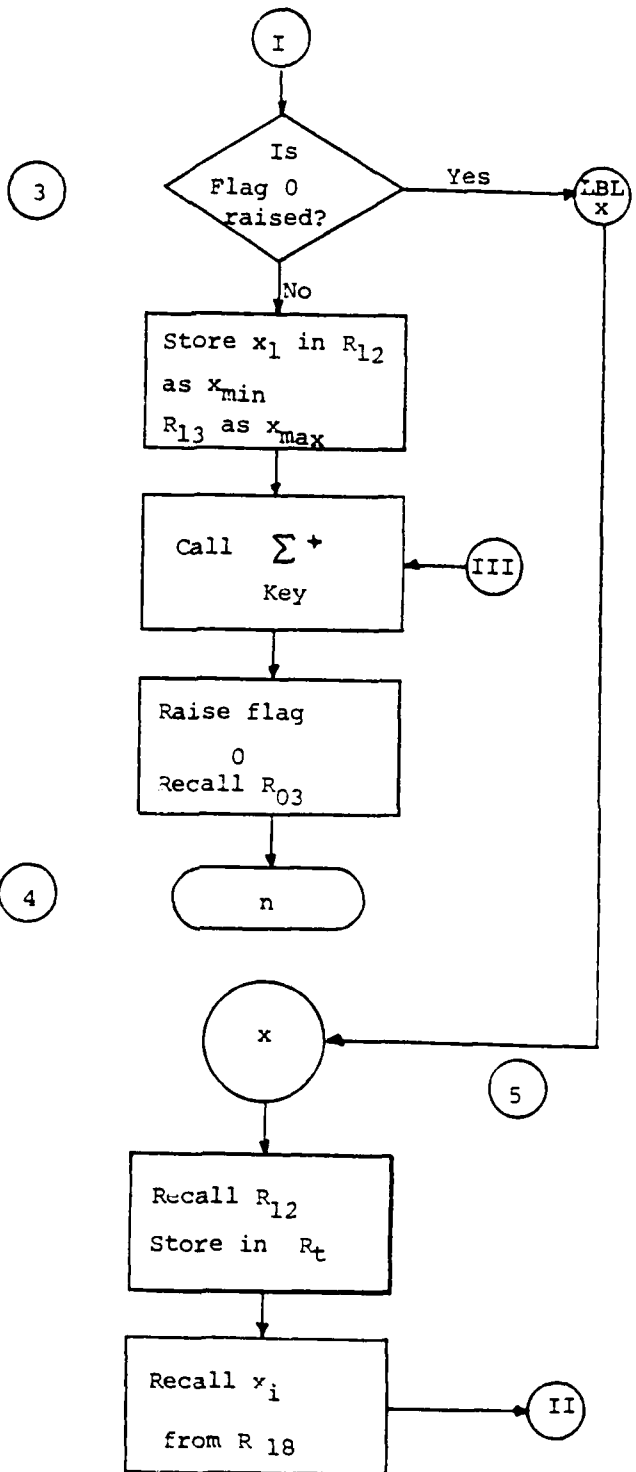 I
3
Is
Flag 0
raised?
Yes
LBL
x
No
Store x1 in R12
as xmin
R13 as xmax
Call Σ+
Key
III
Raise flag
0
Recall R03
4
n
x
5
Recall R12
Store in Rt
Recall xi
from R 18
II